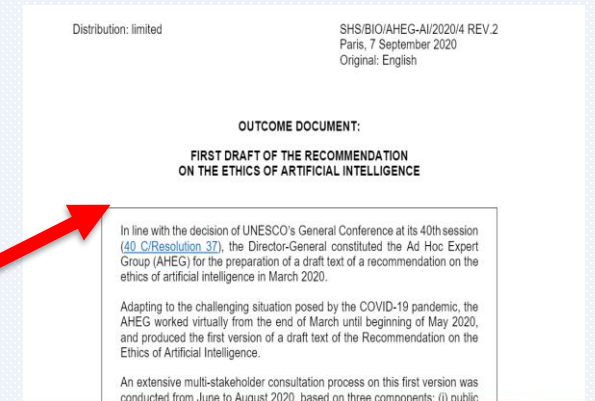 Distribution: limited
SHS/BIO/AHEG-AI/2020/4 REV.2
Paris, 7 September 2020
Original: English
OUTCOME DOCUMENT:
FIRST DRAFT OF THE RECOMMENDATION
ON THE ETHICS OF ARTIFICIAL INTELLIGENCE
In line with the decision of UNESCO's General Conference at its 40th session
(40 C/Resolution 37), the Director-General constituted the Ad Hoc Expert
Group (AHEG) for the preparation of a draft text of a recommendation on the
ethics of artificial intelligence in March 2020.
Adapting to the challenging situation posed by the COVID-19 pandemic, the
AHEG worked virtually from the end of March until beginning of May 2020,
and produced the first version of a draft text of the Recommendation on the
Ethics of Artificial Intelligence.
An extensive multi-stakeholder consultation process on this first version was
conducted from June to August 2020, based on three components: (i) public